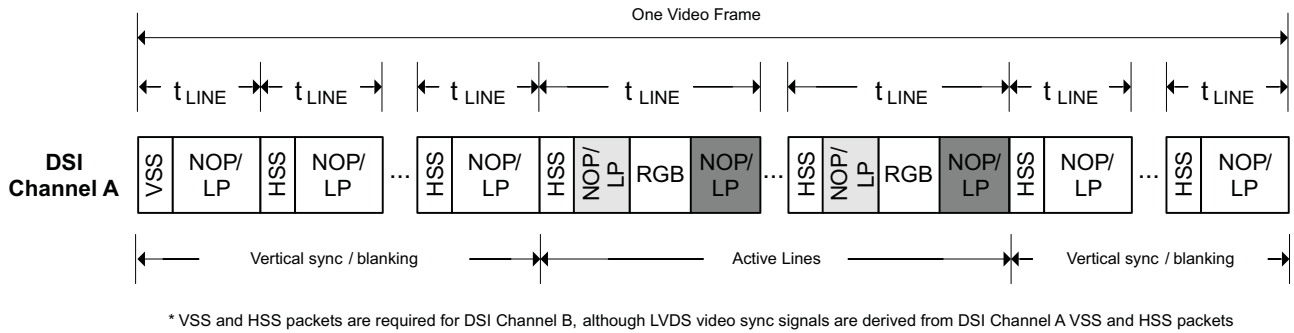 One Video Frame
t LINE t LINE t LINE t LINE t LINE t LINE t LINE
DSI
Channel A
VSS NOP/
LP HSS NOP/
LP ... HSS NOP/
LP HSS NOP/
LP RGB NOP/
LP ... HSS NOP/
LP RGB NOP/
LP HSS NOP/
LP ... HSS NOP/
LP
Vertical sync / blanking Active Lines Vertical sync / blanking
* VSS and HSS packets are required for DSI Channel B, although LVDS video sync signals are derived from DSI Channel A VSS and HSS packets